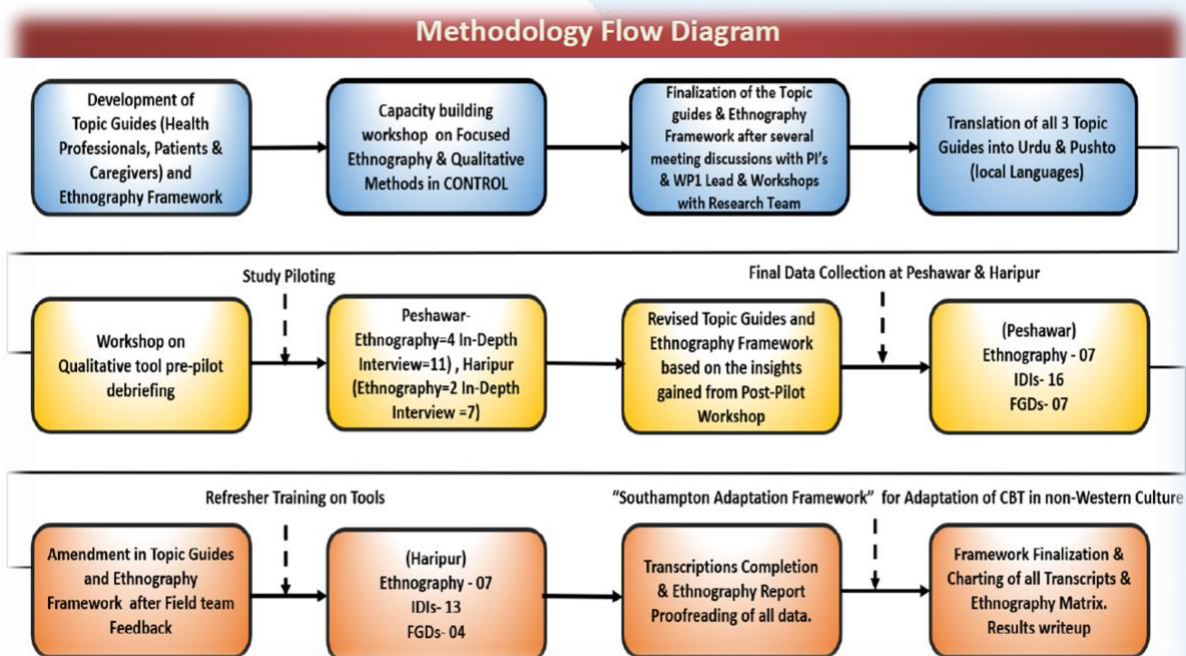 Methodology Flow Diagram
Development of
Topic Guides (Health
Professionals, Patients &
Caregivers) and
Ethnography Framework
Capacity building
workshop on Focused
Ethnography & Qualitative
Methods in CONTROL
Finalization of the Topic
guides & Ethnography
Framework after several
meeting discussions with PI's
& WP1 Lead & Workshops
with Research Team
Translation of all 3 Topic
Guides into Urdu & Pushto
(local Languages)
Study Piloting
Final Data Collection at Peshawar & Haripur
Workshop on
Qualitative tool pre-pilot
debriefing
Peshawar-
Ethnography=4 In-Depth
Interview=11) , Haripur
(Ethnography=2 In-Depth
Interview =7)
Revised Topic Guides and
Ethnography Framework
based on the insights
gained from Post-Pilot
Workshop
(Peshawar)
Ethnography - 07
IDIs- 16
FGDs- 07
Refresher Training on Tools
“Southampton Adaptation Framework” for Adaptation of CBT in non-Western Culture
Amendment in Topic Guides
and Ethnography
Framework after Field team
Feedback
(Haripur)
Ethnography - 07
IDIs- 13
FGDs- 04
Transcriptions Completion
& Ethnography Report
Proofreading of all data.
Framework Finalization &
Charting of all Transcripts &
Ethnography Matrix.
Results writeup